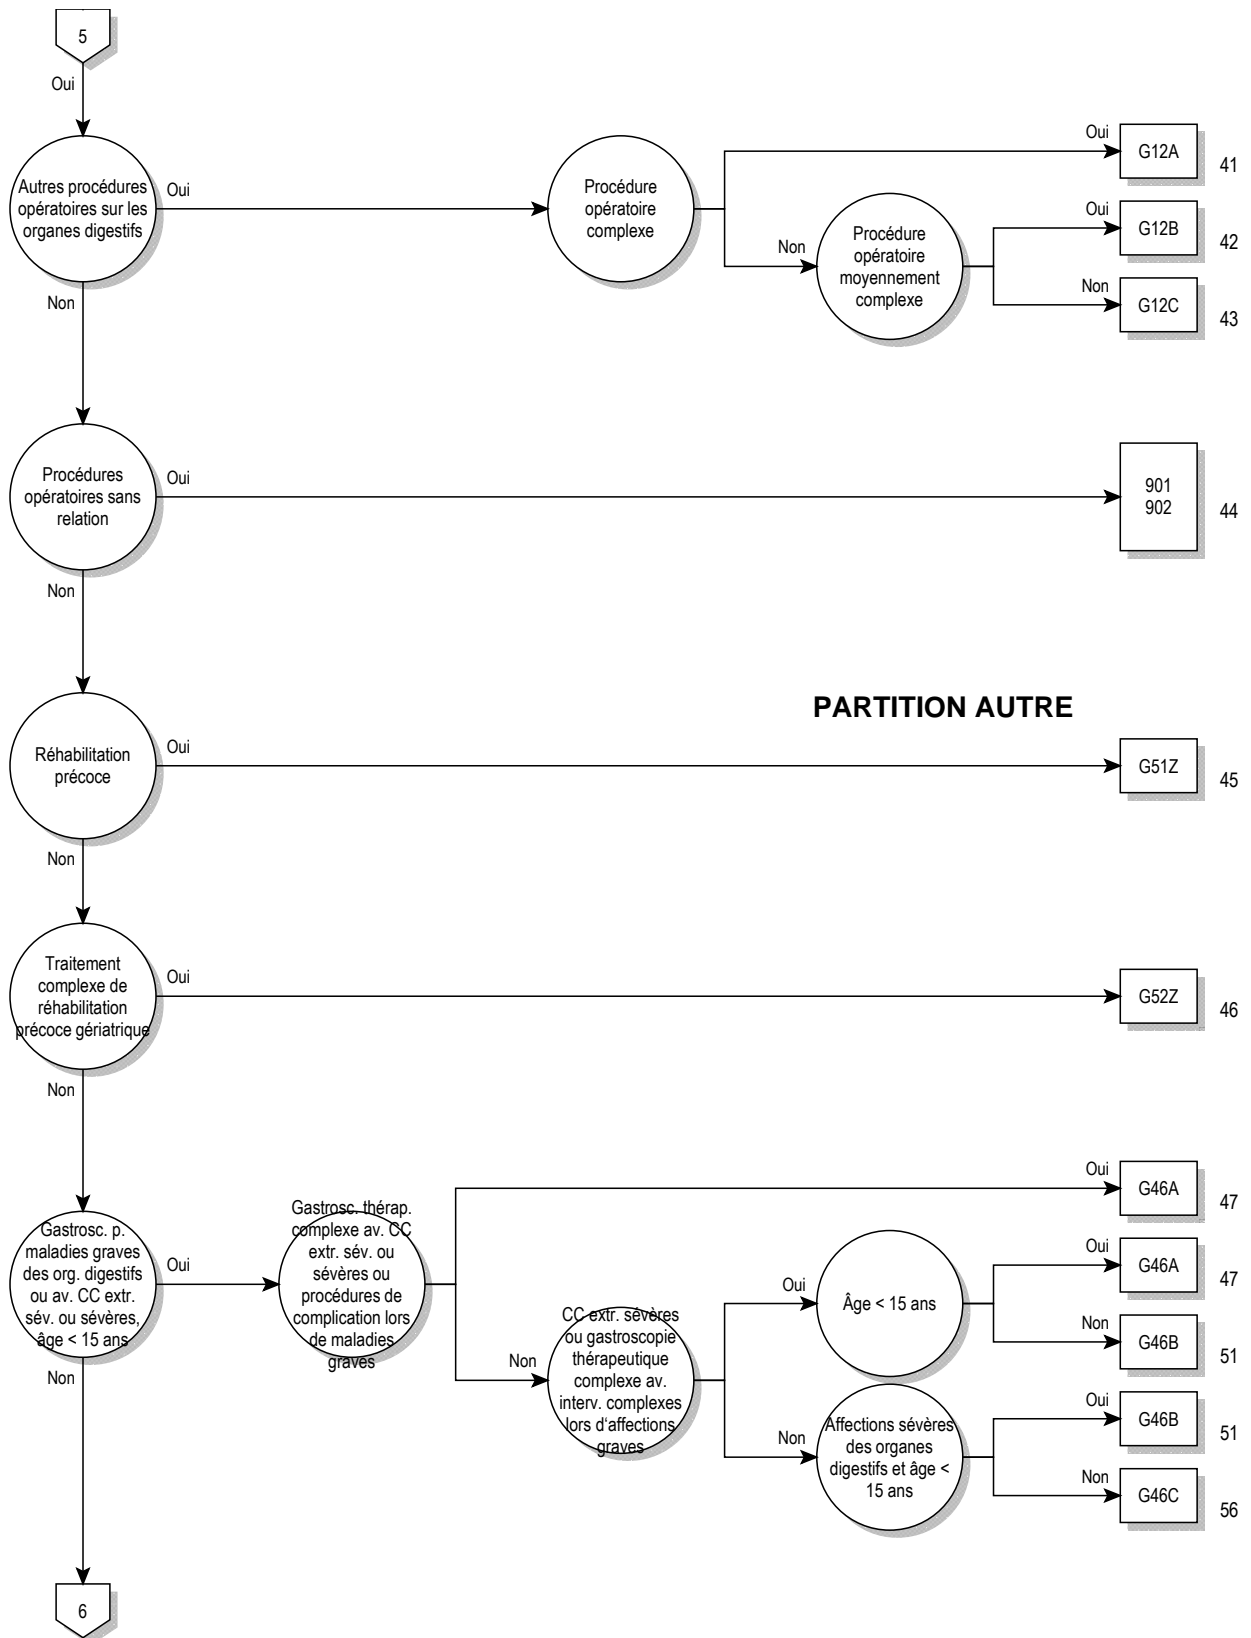 5
Oui
Autres procédures
opératoires sur les
organes digestifs
Oui
Procédure
opératoire
complexe
Oui
G12A
41
Non
Procédure
opératoire
moyennement
complexe
Oui
G12B
42
Non
G12C
43
Non
Procédures
opératoires sans
relation
Oui
901
902
44
Non
PARTITION AUTRE
Réhabilitation
précoce
Oui
G51Z
45
Non
Traitement
complexe de
réhabilitation
précoce gériatrique
Oui
G52Z
46
Non
Gastrosc. p.
maladies graves
des org. digestifs
ou av. CC extr.
sév. ou sévères,
âge < 15 ans
Oui
Gastrosc. thérap.
complexe av. CC
extr. sév. ou
sévères ou
procédures de
complication lors
de maladies
graves
Oui
G46A
47
Non
CC extr. sévères
ou gastroscopie
thérapeutique
complexe av.
interv. complexes
lors d'affections
graves
Oui
Âge < 15 ans
Oui
G46A
47
Non
G46B
51
Non
Affections sévères
des organes
digestifs et âge <
15 ans
Oui
G46B
51
Non
G46C
56
Non
6